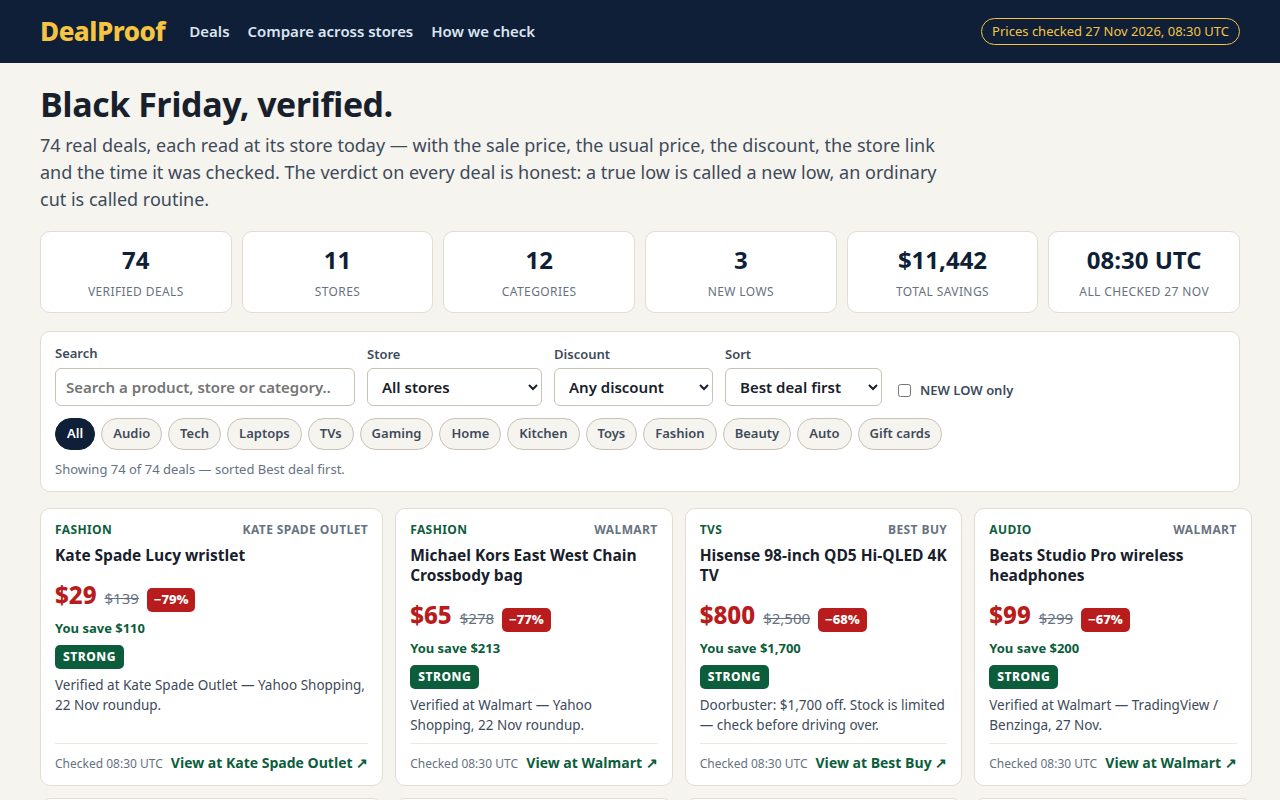 DealProof
Deals
Compare across stores
How we check
Prices checked 27 Nov 2026, 08:30 UTC
Black Friday, verified.
74 real deals, each read at its store today — with the sale price, the usual price, the discount, the store link
and the time it was checked. The verdict on every deal is honest: a true low is called a new low, an ordinary
cut is called routine.
74
VERIFIED DEALS
11
STORES
12
CATEGORIES
3
NEW LOWS
$11,442
TOTAL SAVINGS
08:30 UTC
ALL CHECKED 27 NOV
Search
Search a product, store or category..
Store
All stores
Discount
Any discount
Sort
Best deal first
NEW LOW only
All
Audio
Tech
Laptops
TVs
Gaming
Home
Kitchen
Toys
Fashion
Beauty
Auto
Gift cards
Showing 74 of 74 deals — sorted Best deal first.
FASHION
KATE SPADE OUTLET
Kate Spade Lucy wristlet
$29 $139 −79%
You save $110
STRONG
Verified at Kate Spade Outlet — Yahoo Shopping,
22 Nov roundup.
Checked 08:30 UTC
View at Kate Spade Outlet ↗
FASHION
WALMART
Michael Kors East West Chain
Crossbody bag
$65 $278 −77%
You save $213
STRONG
Verified at Walmart — Yahoo
Shopping, 22 Nov roundup.
Checked 08:30 UTC
View at Walmart ↗
TVS
BEST BUY
Hisense 98-inch QD5 Hi-QLED 4K
TV
$800 $2,500 −68%
You save $1,700
STRONG
Doorbuster: $1,700 off. Stock is limited
— check before driving over.
Checked 08:30 UTC
View at Best Buy ↗
AUDIO
WALMART
Beats Studio Pro wireless
headphones
$99 $299 −67%
You save $200
STRONG
Verified at Walmart — TradingView /
Benzinga, 27 Nov.
Checked 08:30 UTC
View at Walmart ↗